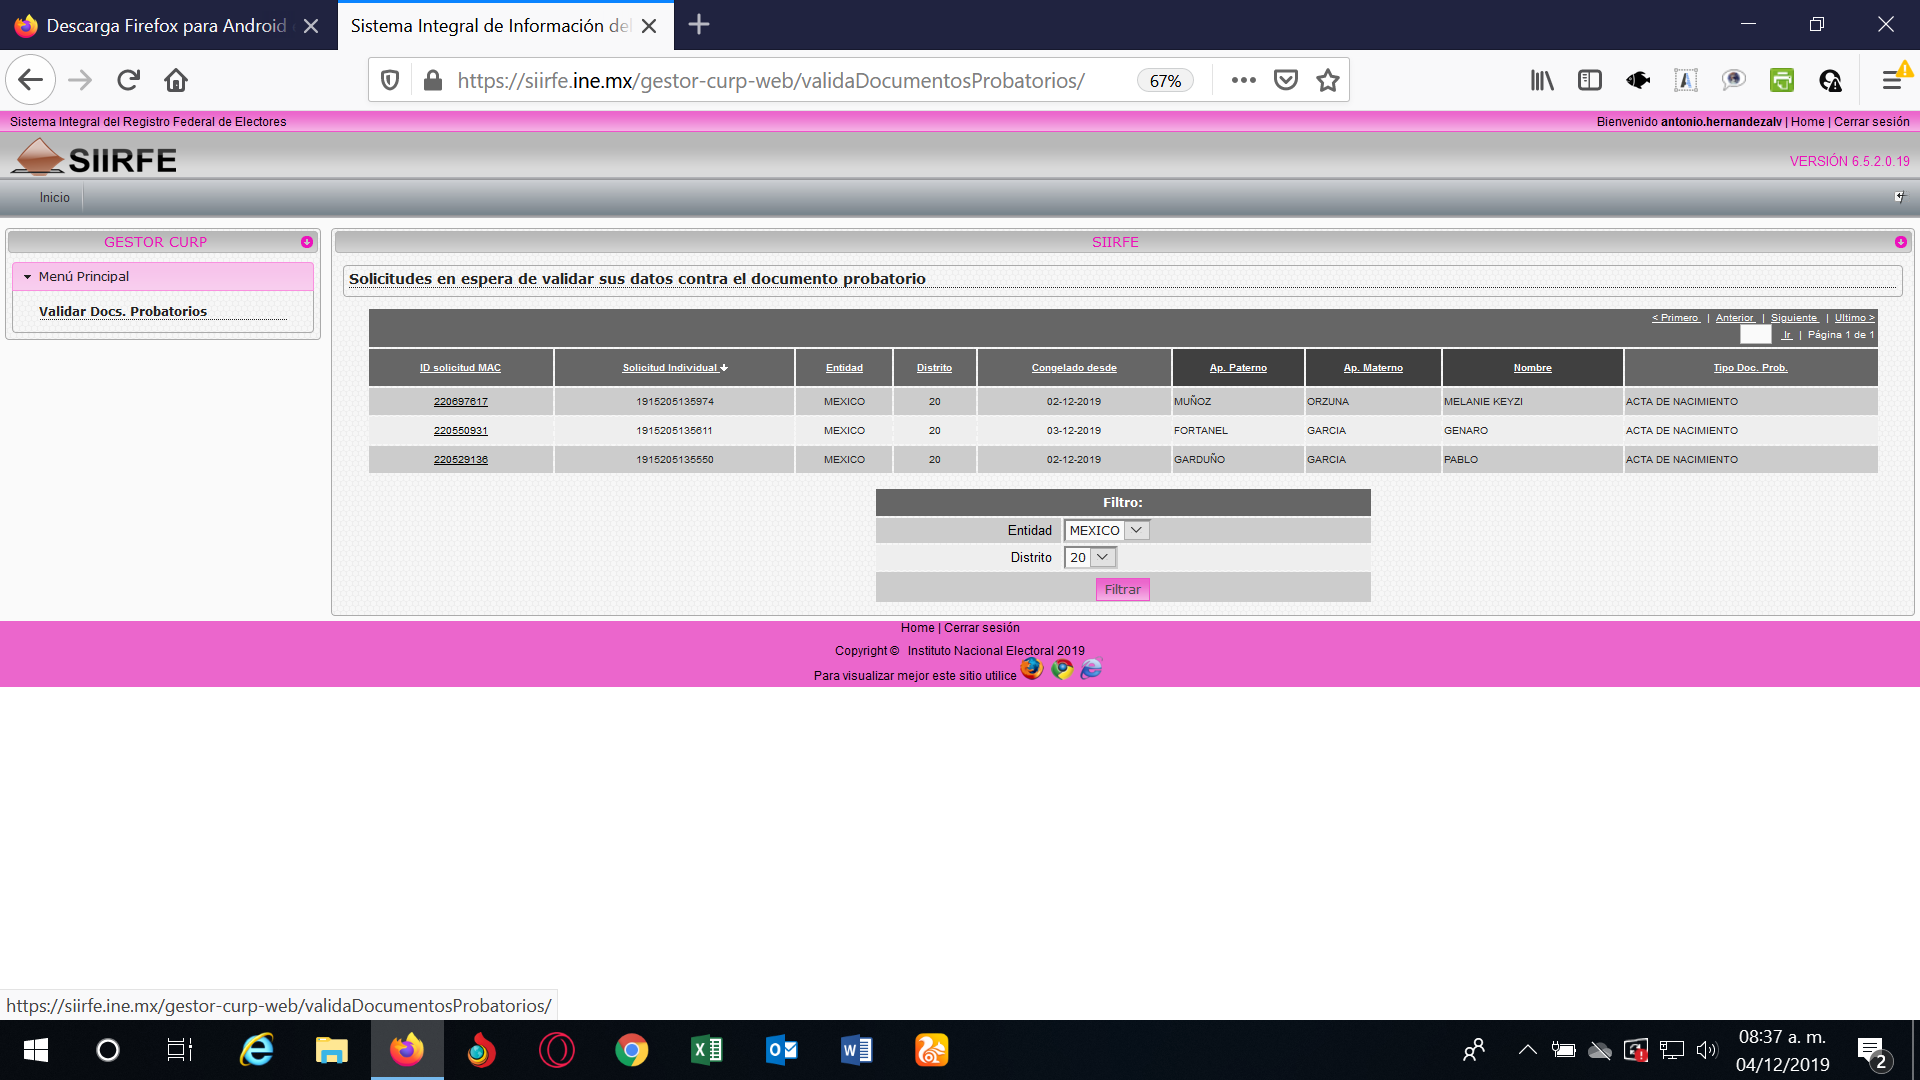 Descarga Firefox para Android
Sistema Integral de Información del
https://siirfe.ine.mx/gestor-curp-web/validaDocumentosProbatorios/
67%
Sistema Integral del Registro Federal de Electores
Bienvenido antonio.hernandezalv | Home | Cerrar sesión
SIIRFE
VERSIÓN 6.5.2.0.19
Inicio
GESTOR CURP
Menú Principal
Validar Docs. Probatorios
SIIRFE
Solicitudes en espera de validar sus datos contra el documento probatorio
< Primero | Anterior | Siguiente | Ultimo >
Ir | Página 1 de 1
ID solicitud MAC Solicitud Individual Entidad Distrito Congelado desde Ap. Paterno Ap. Materno Nombre Tipo Doc. Prob.
220697617 1915205135974 MEXICO 20 02-12-2019 MUÑOZ ORZUNA MELANIE KEYZI ACTA DE NACIMIENTO
220550931 1915205135611 MEXICO 20 03-12-2019 FORTANEL GARCIA GENARO ACTA DE NACIMIENTO
220529136 1915205135550 MEXICO 20 02-12-2019 GARDUÑO GARCIA PABLO ACTA DE NACIMIENTO
Filtro:
Entidad MEXICO
Distrito 20
Filtrar
Home | Cerrar sesión
Copyright © Instituto Nacional Electoral 2019
Para visualizar mejor este sitio utilice
https://siirfe.ine.mx/gestor-curp-web/validaDocumentosProbatorios/
08:37 a. m.
04/12/2019
2